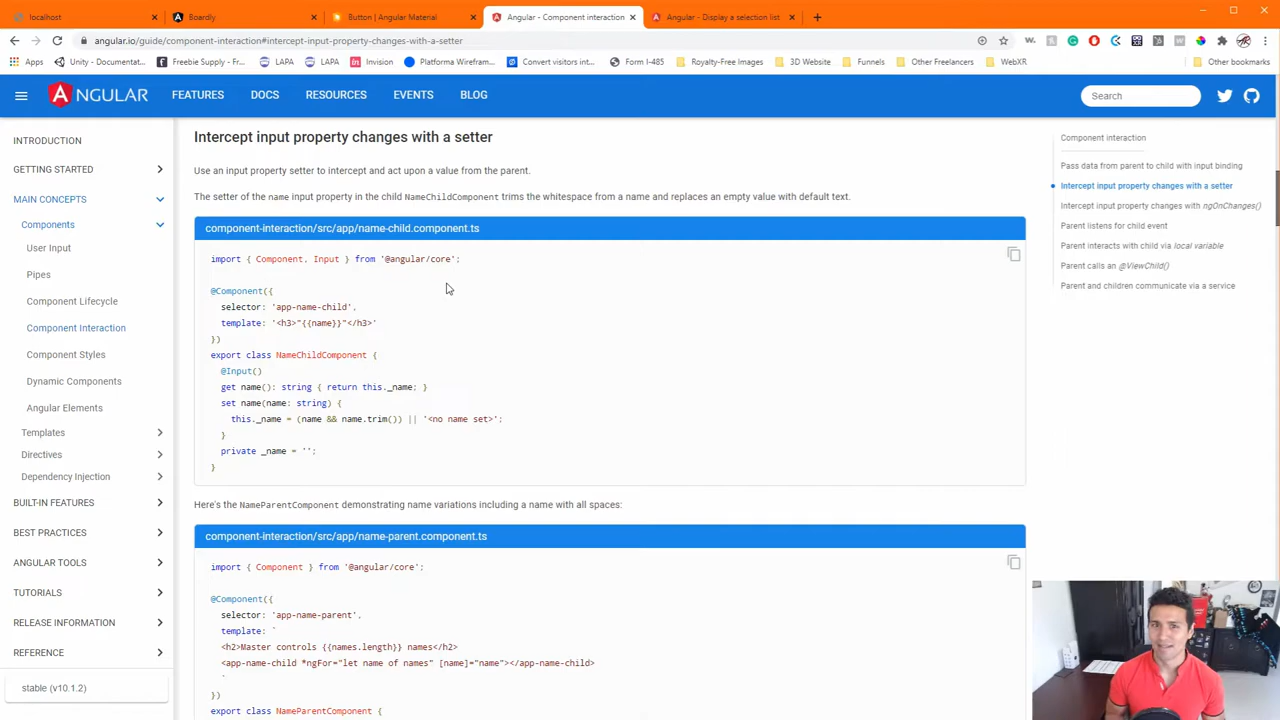 localhost
Boardly
Button | Angular Material
Angular - Component interaction
Angular - Display a selection list
angular.io/guide/component-interaction#intercept-input-property-changes-with-a-setter
Apps
Unity - Documentat...
Freebie Supply - Fr...
LAPA
LAPA
Invision
Platforma Wirefram...
Convert visitors int...
Form I-485
Royalty-Free Images
3D Website
Funnels
Other Freelancers
WebXR
Other bookmarks
ANGULAR
FEATURES
DOCS
RESOURCES
EVENTS
BLOG
Search
INTRODUCTION
GETTING STARTED
MAIN CONCEPTS
Components
User Input
Pipes
Component Lifecycle
Component Interaction
Component Styles
Dynamic Components
Angular Elements
Templates
Directives
Dependency Injection
BUILT-IN FEATURES
BEST PRACTICES
ANGULAR TOOLS
TUTORIALS
RELEASE INFORMATION
REFERENCE
stable (v10.1.2)
Intercept input property changes with a setter
Use an input property setter to intercept and act upon a value from the parent.
The setter of the name input property in the child NameChildComponent trims the whitespace from a name and replaces an empty value with default text.
component-interaction/src/app/name-child.component.ts
import { Component, Input } from '@angular/core';
@Component({
selector: 'app-name-child',
template: '<h3>"{{name}}"</h3>'
})
export class NameChildComponent {
@Input()
get name(): string { return this._name; }
set name(name: string) {
this._name = (name && name.trim()) || '<no name set>';
}
private _name = '';
}
Here's the NameParentComponent demonstrating name variations including a name with all spaces:
component-interaction/src/app/name-parent.component.ts
import { Component } from '@angular/core';
@Component({
selector: 'app-name-parent',
template: `
<h2>Master controls {{names.length}} names</h2>
<app-name-child *ngFor="let name of names" [name]="name"></app-name-child>
`
})
export class NameParentComponent {
Component interaction
Pass data from parent to child with input binding
Intercept input property changes with a setter
Intercept input property changes with ngOnChanges()
Parent listens for child event
Parent interacts with child via local variable
Parent calls an @ViewChild()
Parent and children communicate via a service